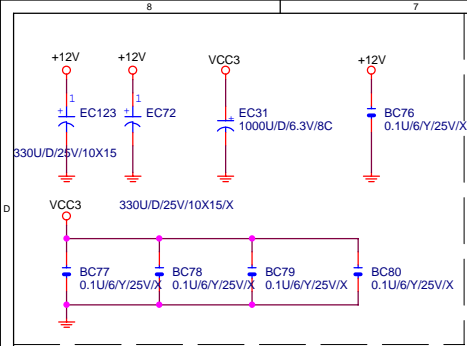 8
7
+12V
+12V
VCC3
+12V
1
EC123
1
EC72
EC31
1000U/D/6.3V/8C
BC76
0.1U/6/Y/25V/X
330U/D/25V/10X15
D
VCC3
330U/D/25V/10X15/X
BC77
0.1U/6/Y/25V/X
BC78
0.1U/6/Y/25V/X
BC79
0.1U/6/Y/25V/X
BC80
0.1U/6/Y/25V/X